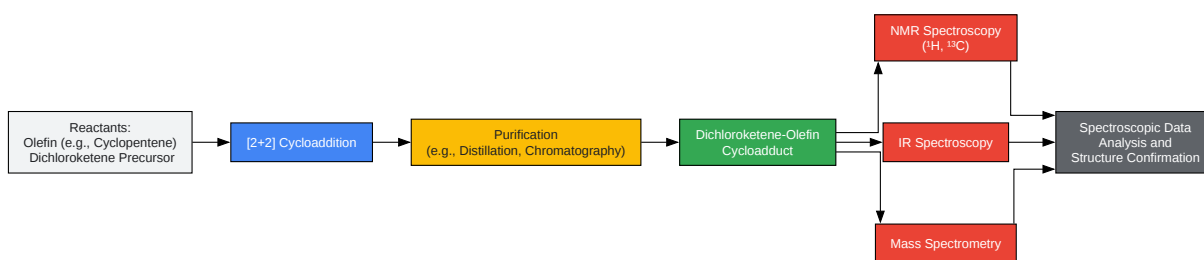 Reactants:
Olefin (e.g., Cyclopentene)
Dichloroketene Precursor
[2+2] Cycloaddition
Purification
(e.g., Distillation, Chromatography)
Dichloroketene-Olefin
Cycloadduct
NMR Spectroscopy
(¹H, ¹³C)
IR Spectroscopy
Mass Spectrometry
Spectroscopic Data
Analysis and
Structure Confirmation